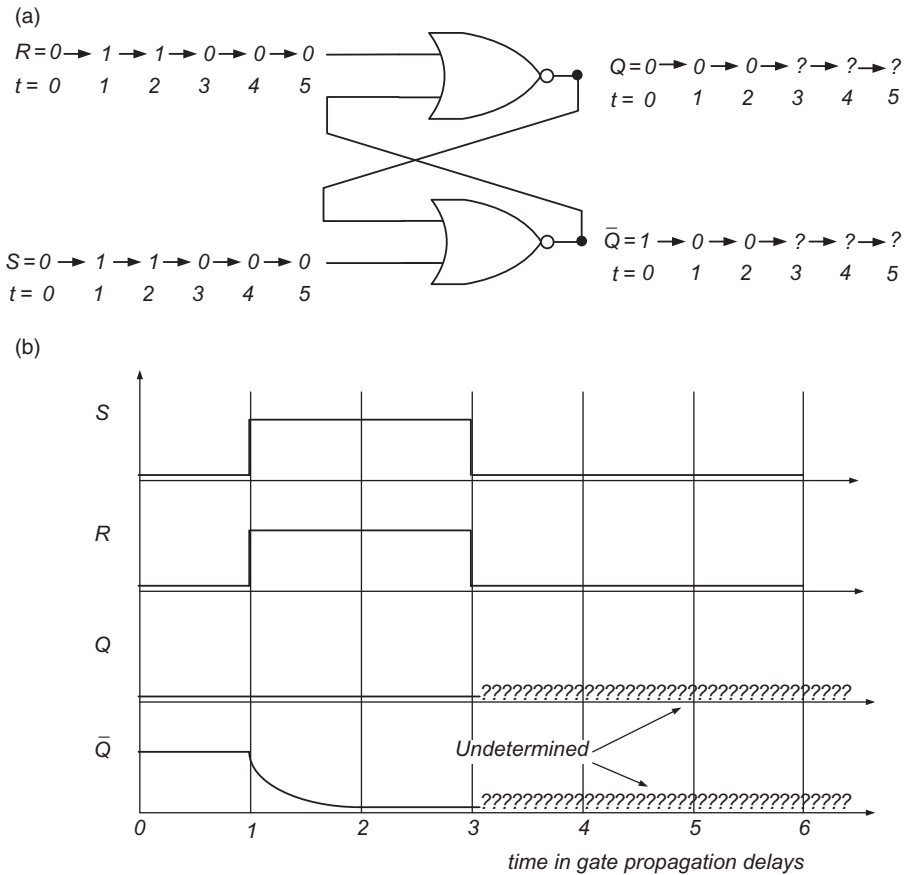 (a)
R = 0 → 1 → 1 → 0 → 0 → 0
t = 0 1 2 3 4 5
Q = 0 → 0 → 0 → ? → ? → ?
t = 0 1 2 3 4 5
S = 0 → 1 → 1 → 0 → 0 → 0
t = 0 1 2 3 4 5
Q̄ = 1 → 0 → 0 → ? → ? → ?
t = 0 1 2 3 4 5
(b)
S
R
Q
?????????????????????????????????????
Q̄
Undetermined
?????????????????????????????????????
0 1 2 3 4 5 6
time in gate propagation delays